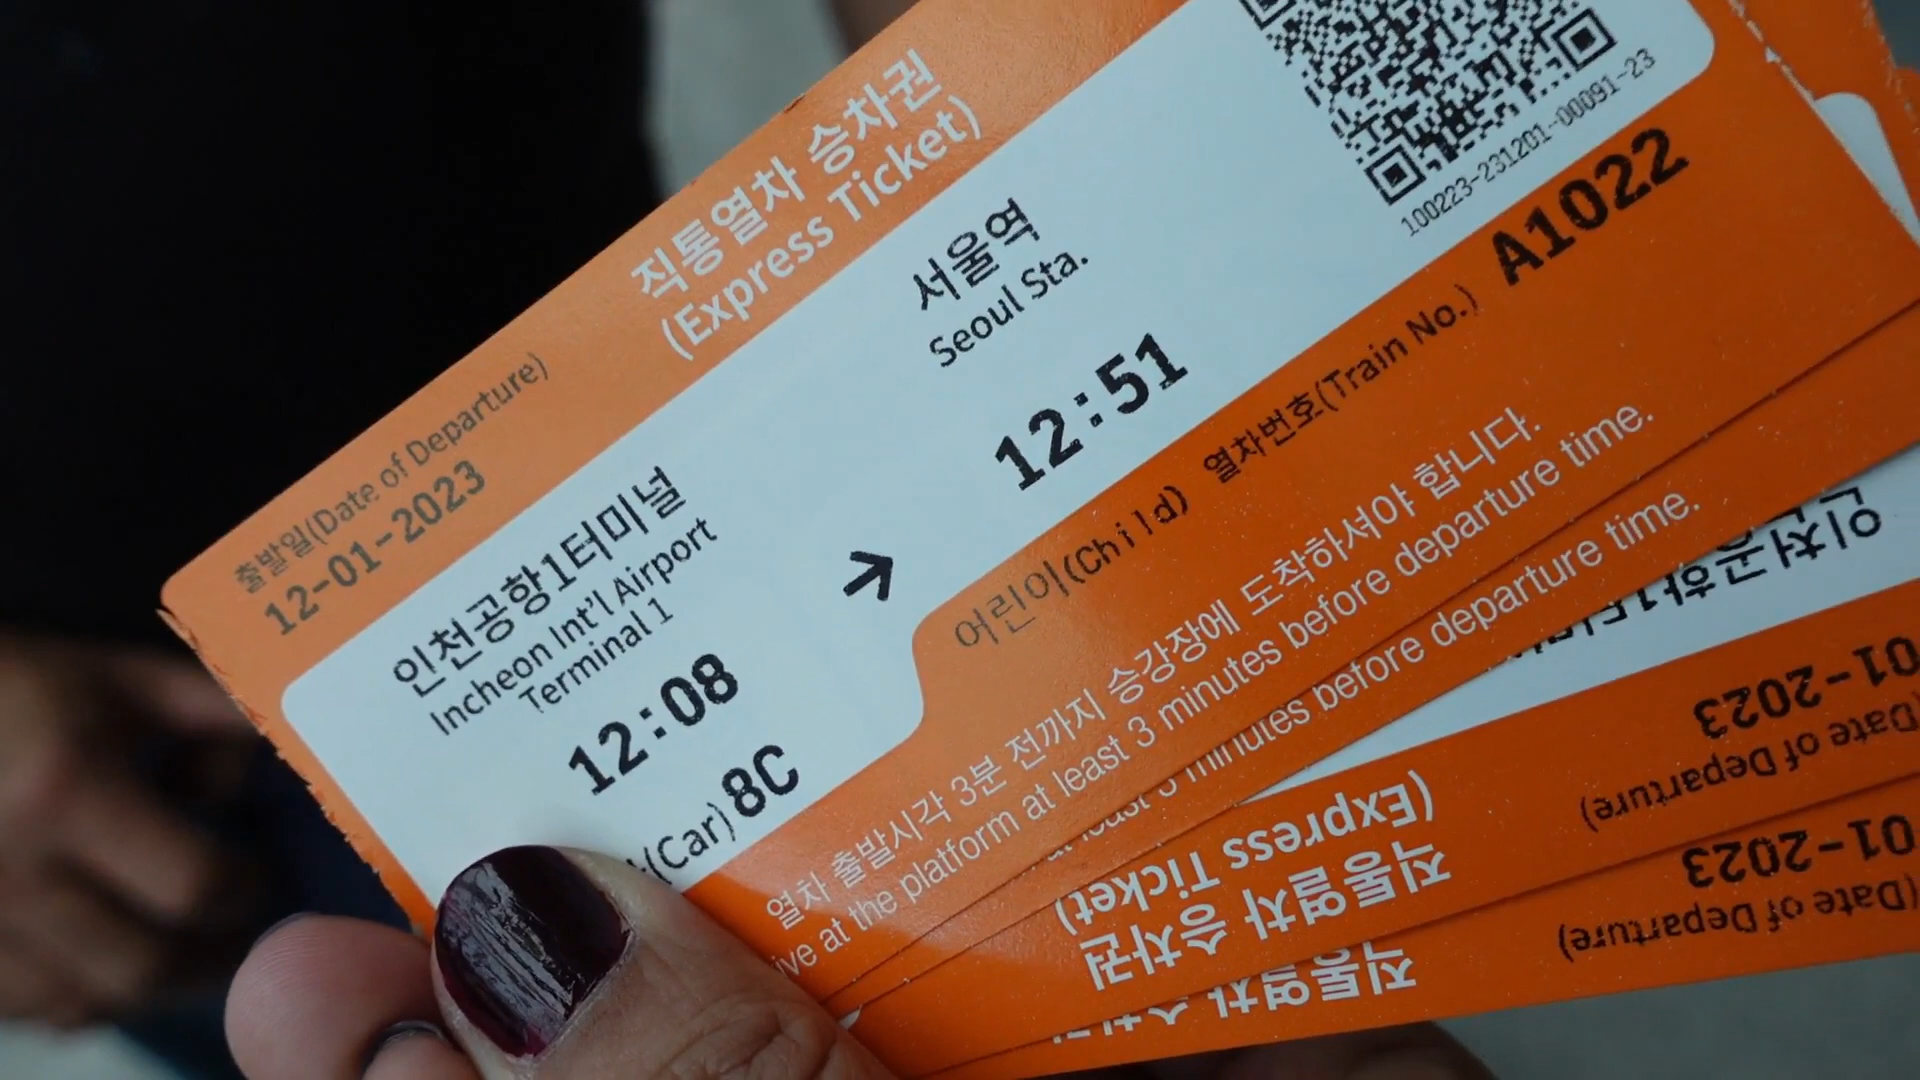 직통열차 승차권
(Express Ticket)
출발일(Date of Departure)
12-01-2023
인천공항1터미널
Incheon Int'l Airport
Terminal 1
12:08
(Car) 8C
→
서울역
Seoul Sta.
12:51
100223-231201-00091-23
어린이(Child) 열차번호(Train No.) A1022
열차 출발시각 3분 전까지 승강장에 도착하셔야 합니다.
at the platform at least 3 minutes before departure time.
minutes before departure time.
01-2023
(Date of Departure)
직통열차 승차권
(Express Ticket)
01-2023
(Date of Departure)
직통열차